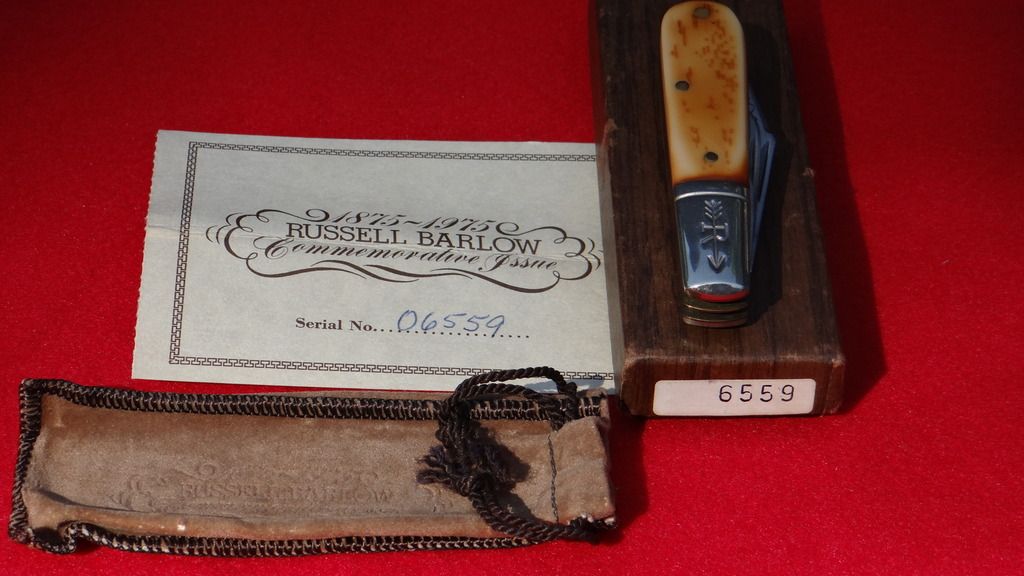 1875~1975
RUSSELL BARLOW
Commemorative Issue
Serial No... 06559
R
6559
RUSSELL BARLOW